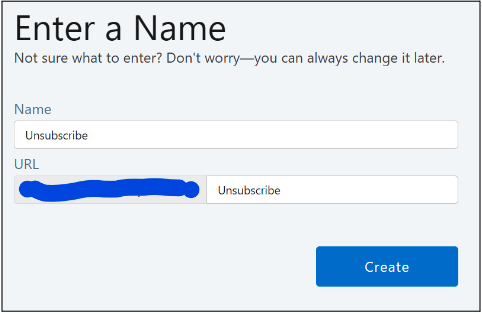 Enter a Name
Not sure what to enter? Don't worry—you can always change it later.
Name
Unsubscribe
URL
Unsubscribe
Create